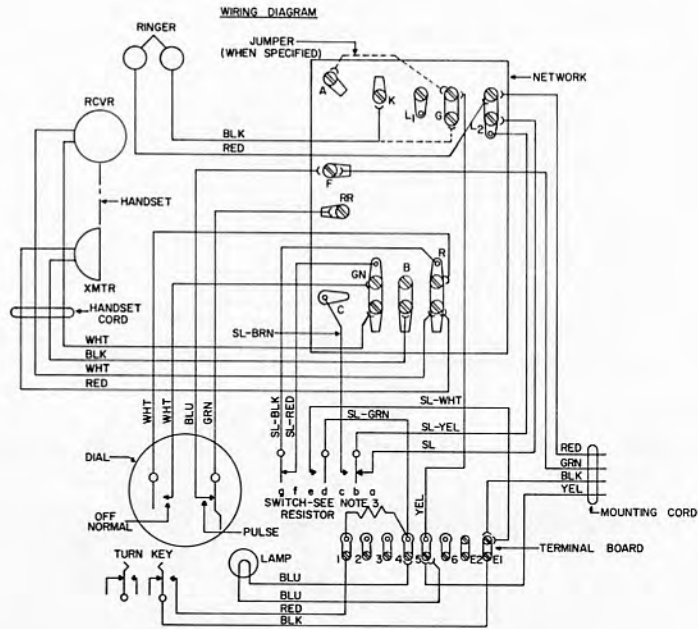 WIRING DIAGRAM
RINGER
JUMPER
(WHEN SPECIFIED)
NETWORK
A
K
L1
G
L2
RCVR
BLK
RED
F
HANDSET
RR
XMTR
GN
B
R
C
HANDSET
CORD
SL-BRN
WHT
BLK
WHT
RED
WHT
WHT
BLU
GRN
SL-BLK
SL-RED
SL-WHT
SL-GRN
SL-YEL
SL
DIAL
RED
GRN
BLK
YEL
g f e d c b a
SWITCH-SEE NOTE 3
RESISTOR
YEL
OFF
NORMAL
PULSE
MOUNTING CORD
TURN KEY
LAMP
1 2 3 4 5 6 E2 E1
TERMINAL BOARD
BLU
BLU
RED
BLK